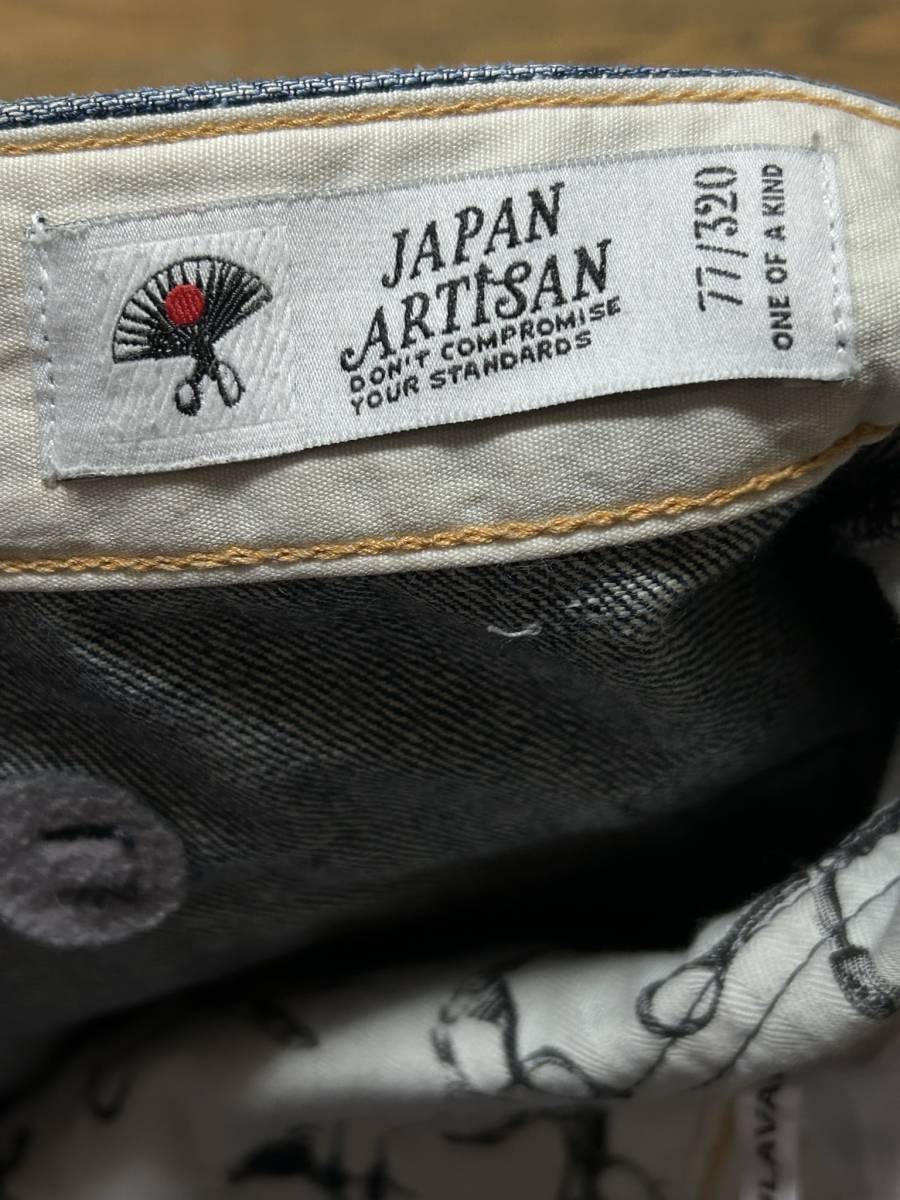 JAPAN
ARTISAN
DON'T COMPROMISE
YOUR STANDARDS
77/320
ONE OF A KIND